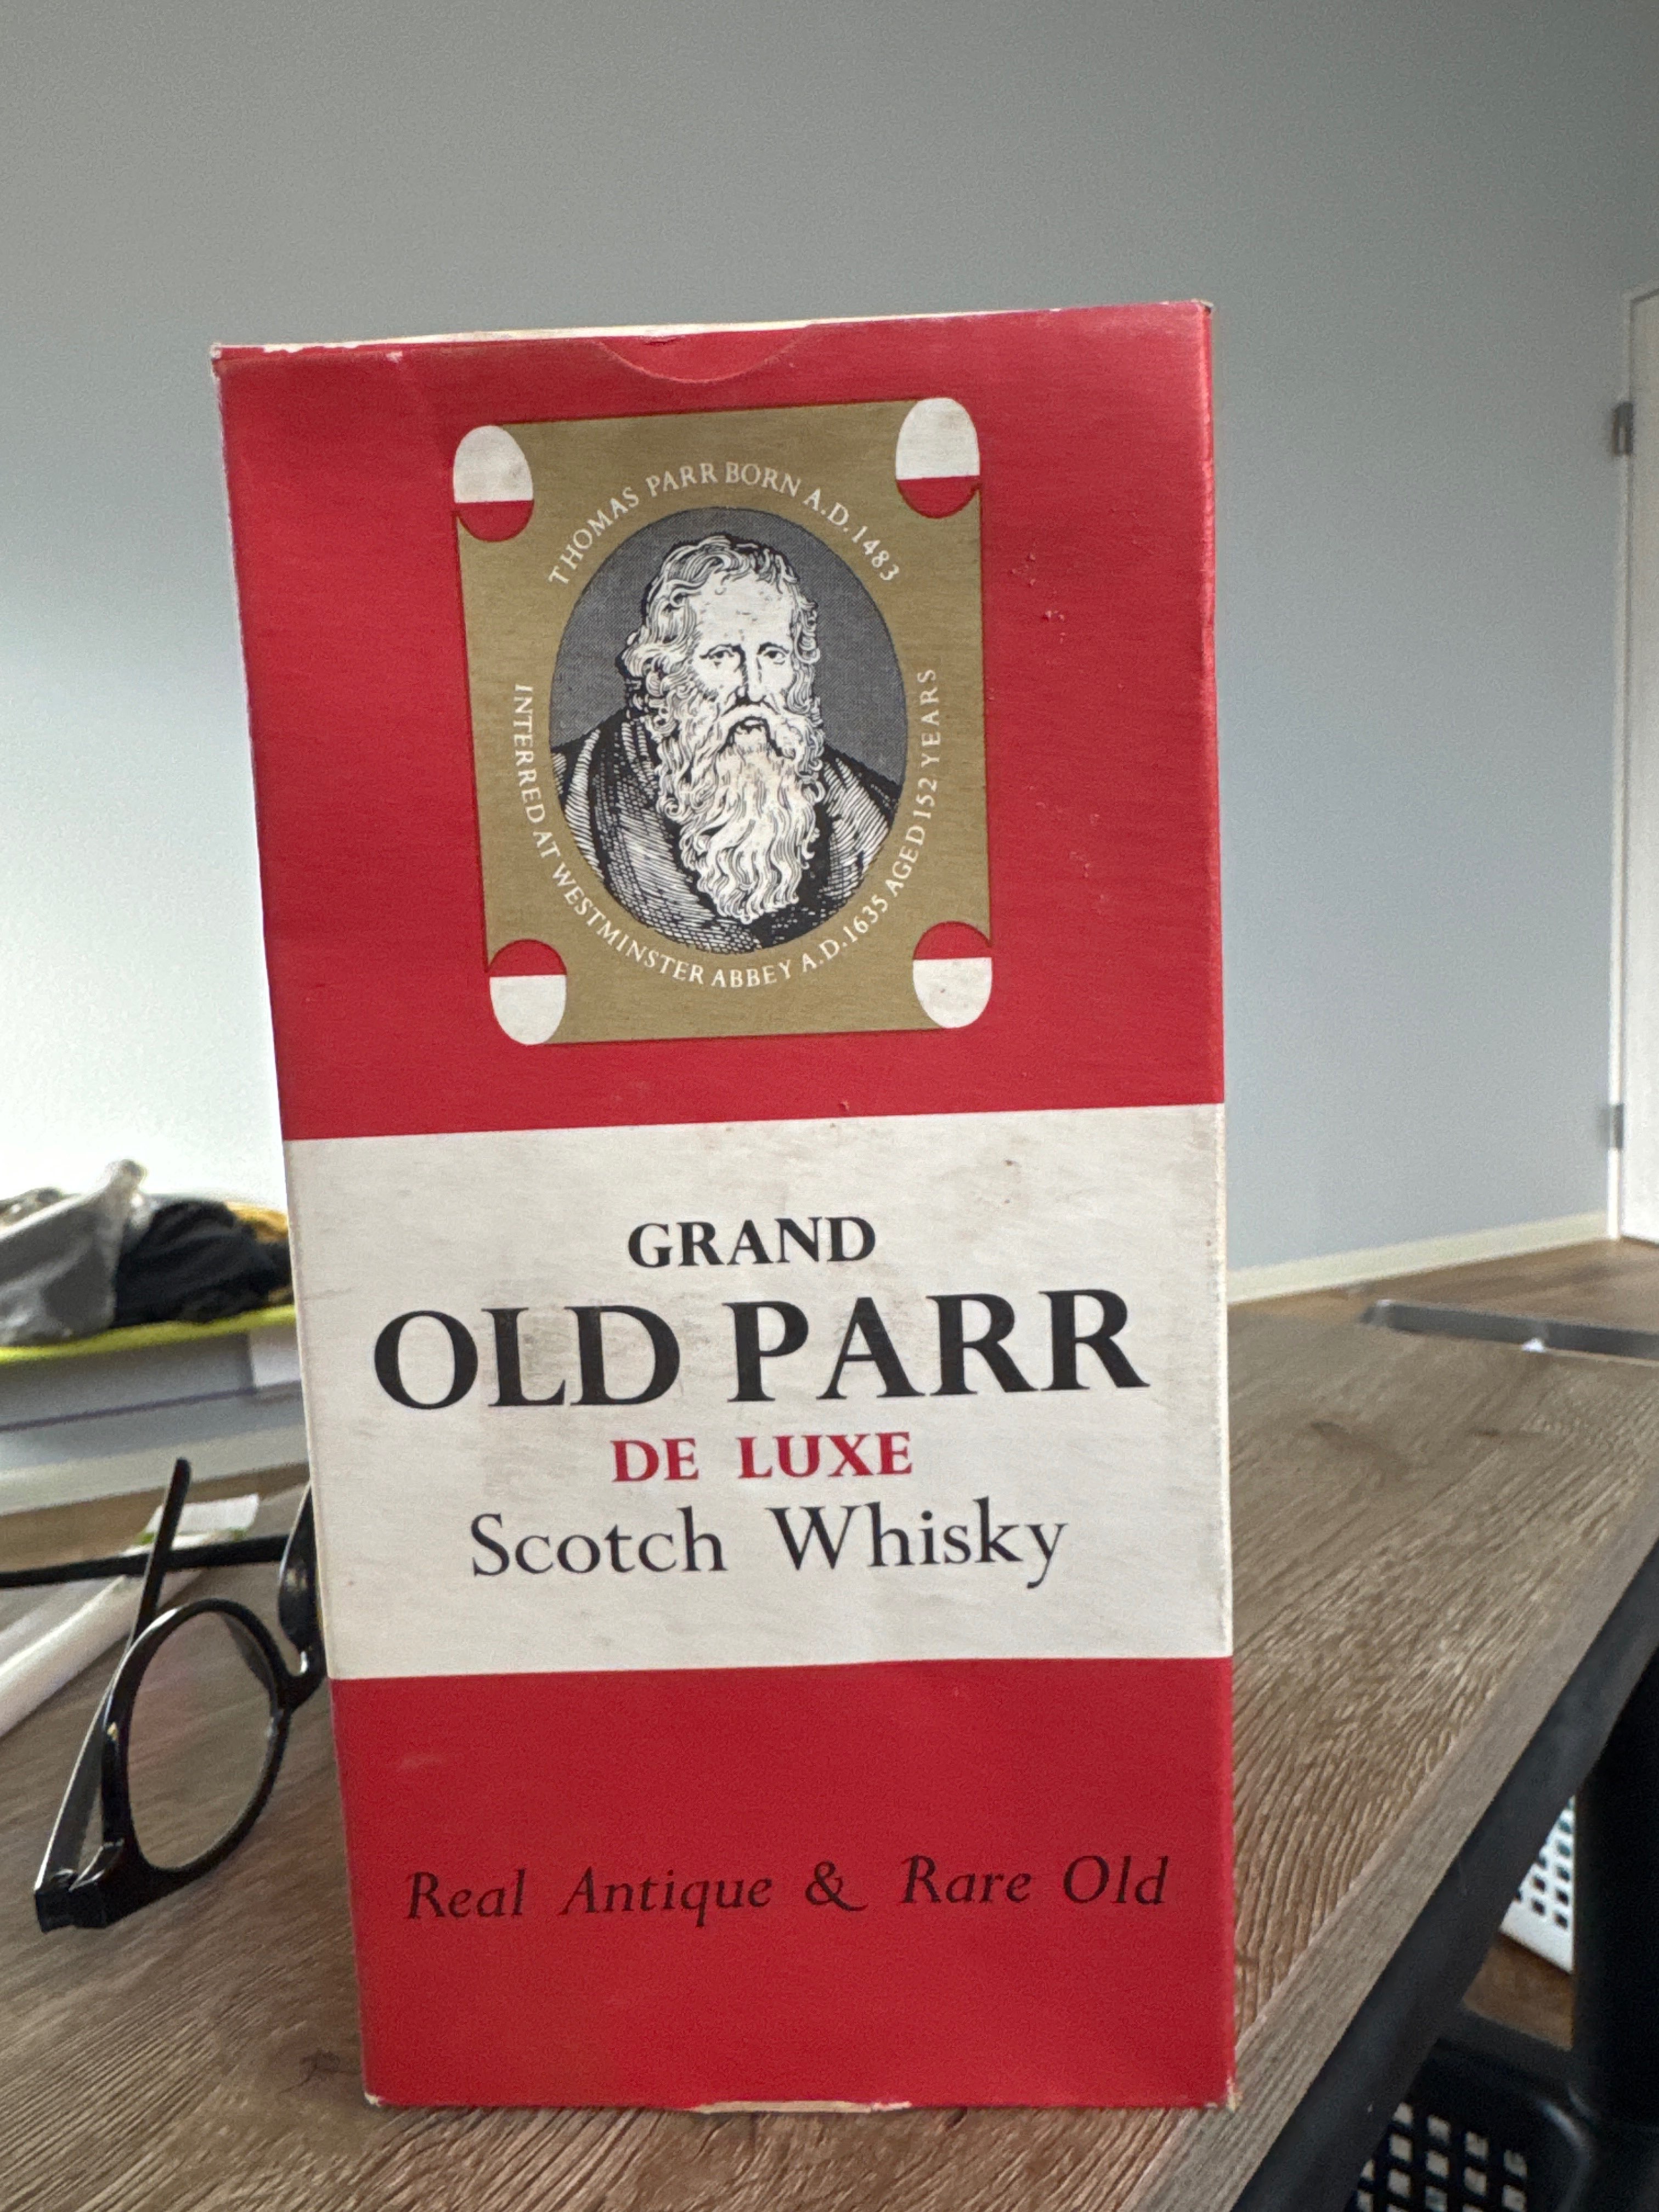 THOMAS PARR BORN A.D. 1483
INTERRED AT WESTMINSTER ABBEY A.D. 1635 AGED 152 YEARS
GRAND
OLD PARR
DE LUXE
Scotch Whisky
Real Antique & Rare Old